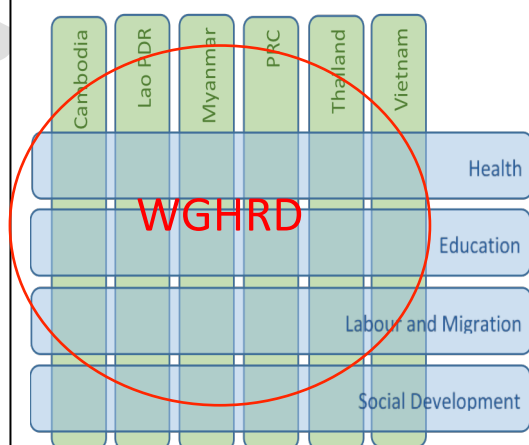 Cambodia
Lao PDR
Myanmar
PRC
Thailand
Vietnam
Health
WGHRD
Education
Labour and Migration
Social Development